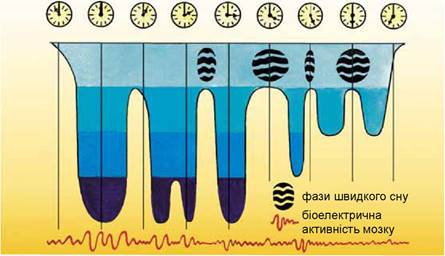 фази швидкого сну
біоелектрична
активність мозку